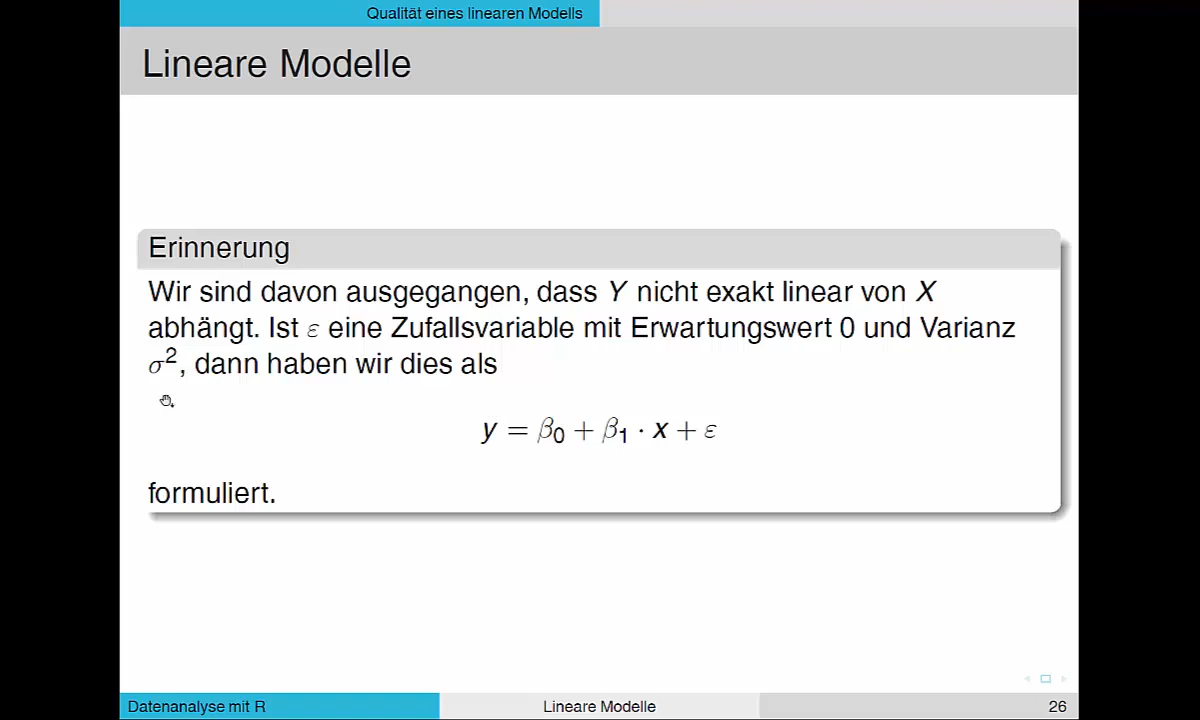 Qualität eines linearen Modells
Lineare Modelle
Erinnerung
Wir sind davon ausgegangen, dass Y nicht exakt linear von X
abhängt. Ist ε eine Zufallsvariable mit Erwartungswert 0 und Varianz
σ², dann haben wir dies als
y = β₀ + β₁ · x + ε
formuliert.
Datenanalyse mit R
Lineare Modelle
26